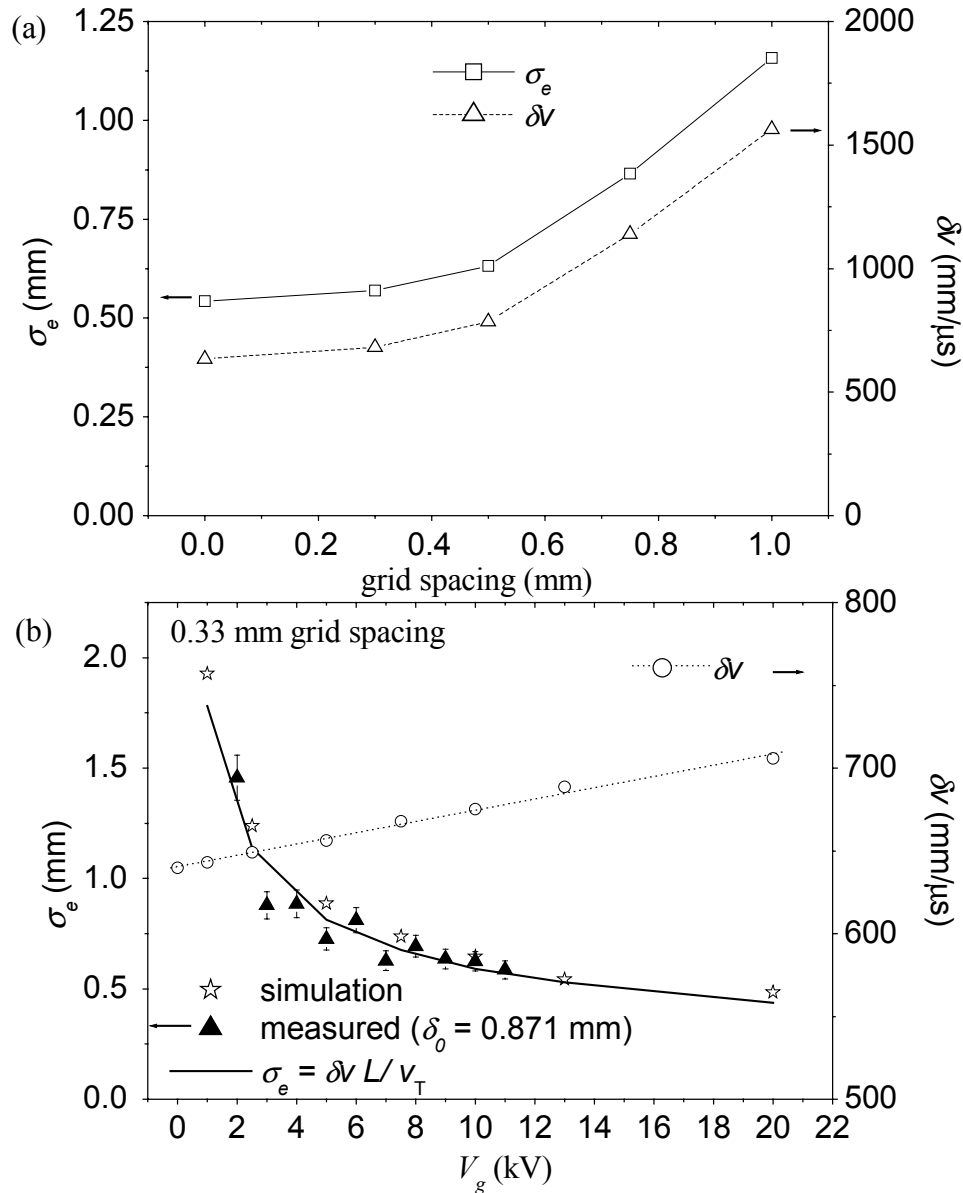 (a)
1.25
1.00
0.75
0.50
0.25
0.00
σe (mm)
2000
1500
1000
500
0
δv (mm/μs)
σe
δv
0.0 0.2 0.4 0.6 0.8 1.0
grid spacing (mm)
(b)
0.33 mm grid spacing
2.0
1.5
1.0
0.5
0.0
σe (mm)
800
700
600
500
δv (mm/μs)
δv
simulation
measured (δ0 = 0.871 mm)
σe = δv L/ vT
0 2 4 6 8 10 12 14 16 18 20 22
Vg (kV)